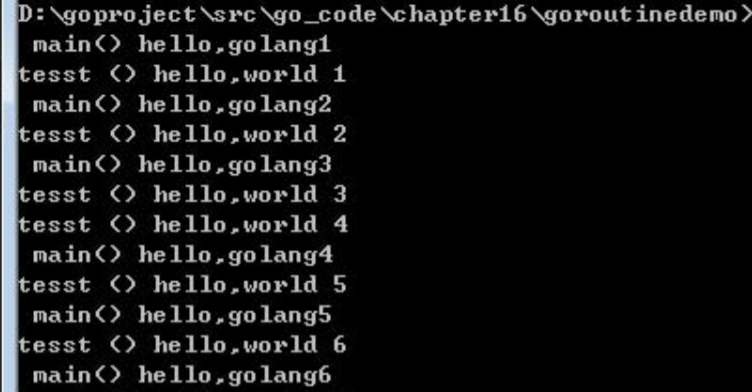 D:\goproject\src\go_code\chapter16\goroutinedemo>
main() hello,golang1
tesst () hello,world 1
main() hello,golang2
tesst () hello,world 2
main() hello,golang3
tesst () hello,world 3
tesst () hello,world 4
main() hello,golang4
tesst () hello,world 5
main() hello,golang5
tesst () hello,world 6
main() hello,golang6